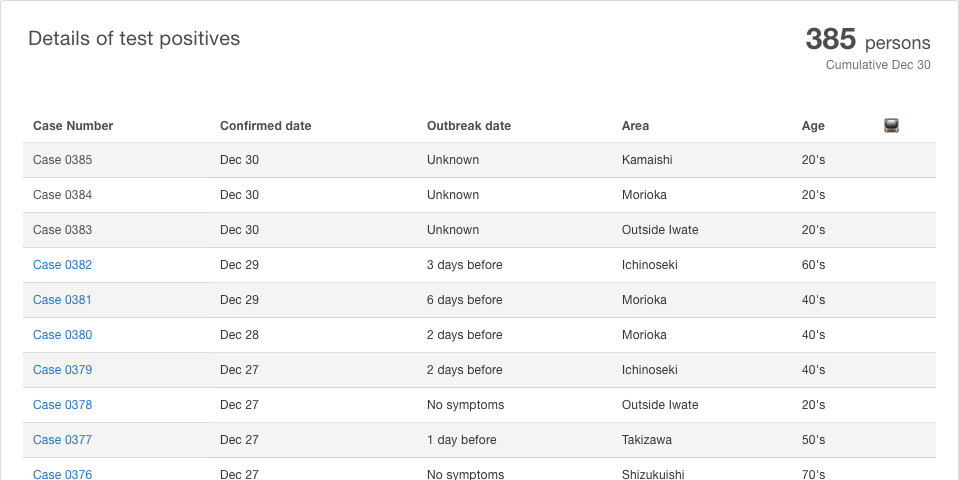 Details of test positives
385 persons
Cumulative Dec 30
Case Number Confirmed date Outbreak date Area Age
Case 0385 Dec 30 Unknown Kamaishi 20's
Case 0384 Dec 30 Unknown Morioka 20's
Case 0383 Dec 30 Unknown Outside Iwate 20's
Case 0382 Dec 29 3 days before Ichinoseki 60's
Case 0381 Dec 29 6 days before Morioka 40's
Case 0380 Dec 28 2 days before Morioka 40's
Case 0379 Dec 27 2 days before Ichinoseki 40's
Case 0378 Dec 27 No symptoms Outside Iwate 20's
Case 0377 Dec 27 1 day before Takizawa 50's
Case 0376 Dec 27 No symptoms Shizukuishi 70's